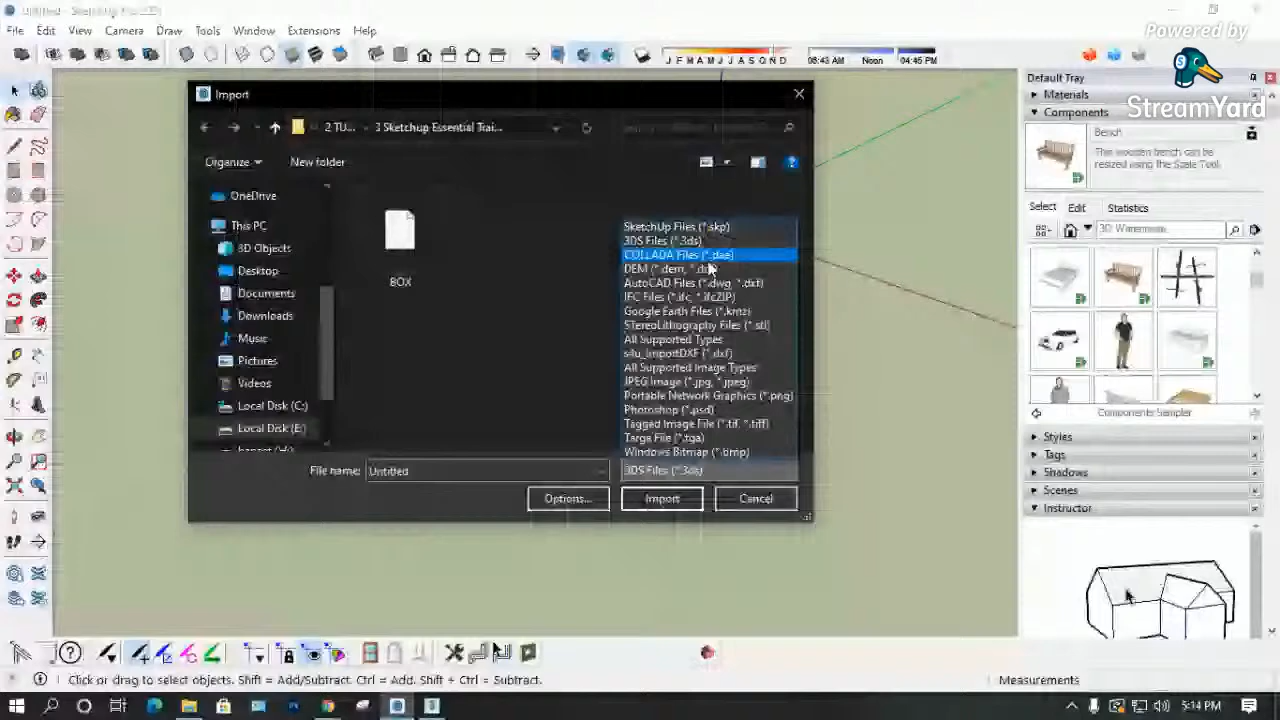 Powered by
StreamYard
File Edit View Camera Draw Tools Window Extensions Help
J F M A M J J A S O N D
08:43 AM Noon 04:45 PM
Import
2 TU...
Sketchup Essential Trai...
Organize
New folder
OneDrive
This PC
3D Objects
Desktop
Documents
Downloads
Music
Pictures
Videos
Local Disk (C:)
Local Disk (E:)
BOX
SketchUp Files (*.skp)
3DS Files (*.3ds)
COLLADA Files (*.dae)
DEM (*.dem,
AutoCAD Files (*.dwg, *.dxf)
IFC Files (*.ifc, *.ifcZIP)
Google Earth Files (*.kmz)
STereoLithography Files (*.stl)
All Supported Types
s4u_ImportDXF (*.dxf)
All Supported Image Types
JPEG Image (*.jpg, *.jpeg)
Portable Network Graphics (*.png)
Photoshop (*.psd)
Tagged Image File (*.tif, *.tiff)
Targa File (*.tga)
Windows Bitmap (*.bmp)
File name: Untitled
3DS Files (*.3ds)
Options...
Import
Cancel
Default Tray
Materials
Components
Bench
This wooden bench can be
resized using the Scale Tool.
Select Edit Statistics
3D Warehouse
Components Sampler
Styles
Tags
Shadows
Scenes
Instructor
Click or drag to select objects. Shift = Add/Subtract. Ctrl = Add. Shift + Ctrl = Subtract.
Measurements
5:14 PM